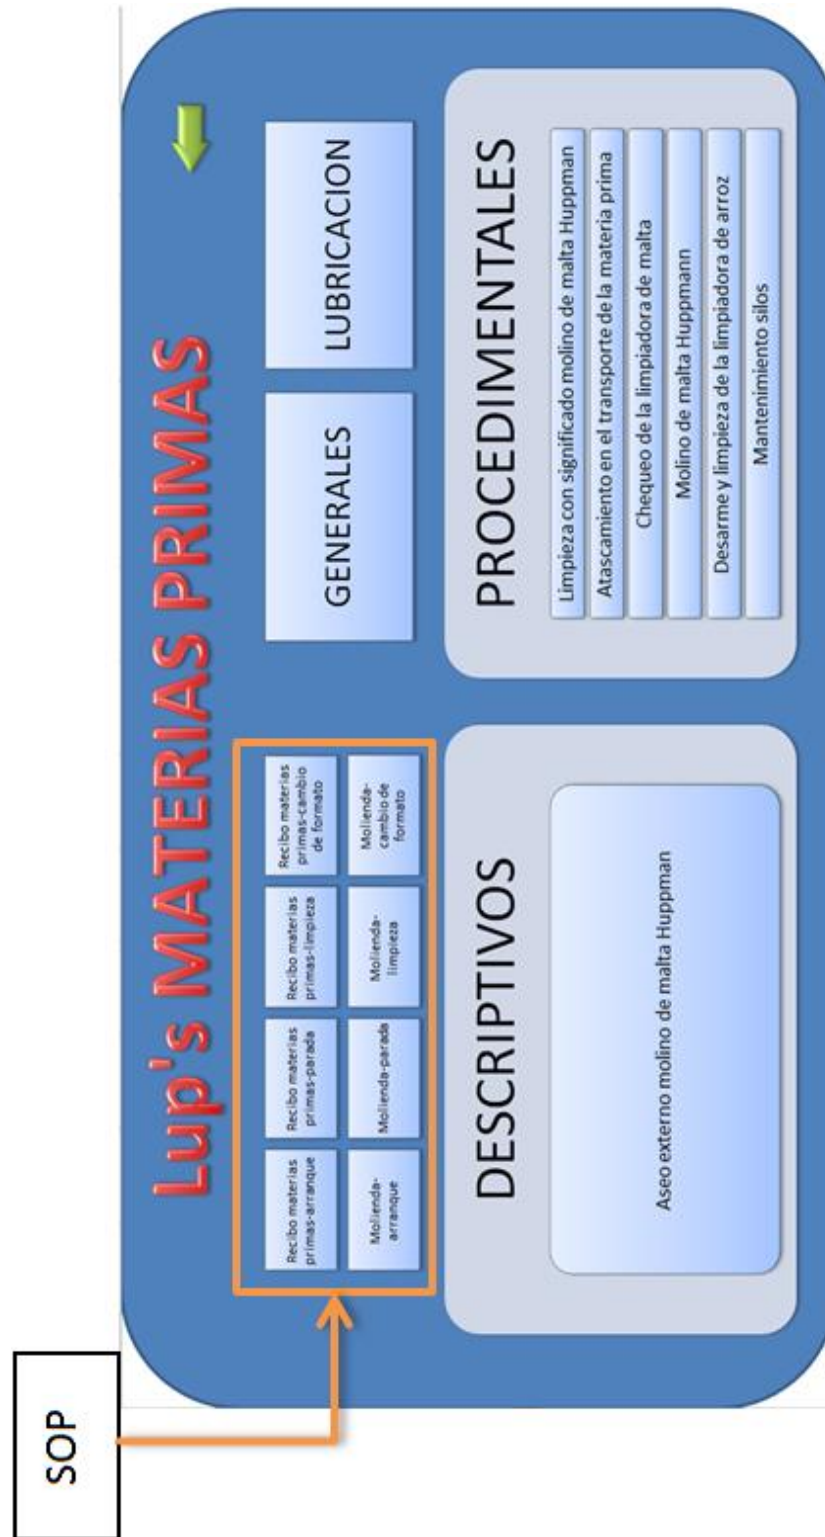 SOP
Lup's MATERIAS PRIMAS
Recibo materias
primas-arranque
Recibo materias
primas-parada
Recibo materias
primas-limpieza
Recibo materias
primas-cambio
de formato
Molienda-
arranque
Molienda-parada
Molienda-
limpieza
Molienda-
cambio de
formato
GENERALES
LUBRICACION
DESCRIPTIVOS
Aseo externo molino de malta Huppman
PROCEDIMENTALES
Limpieza con significado molino de malta Huppman
Atascamiento en el transporte de la materia prima
Chequeo de la limpiadora de malta
Molino de malta Huppmann
Desarme y limpieza de la limpiadora de arroz
Mantenimiento silos